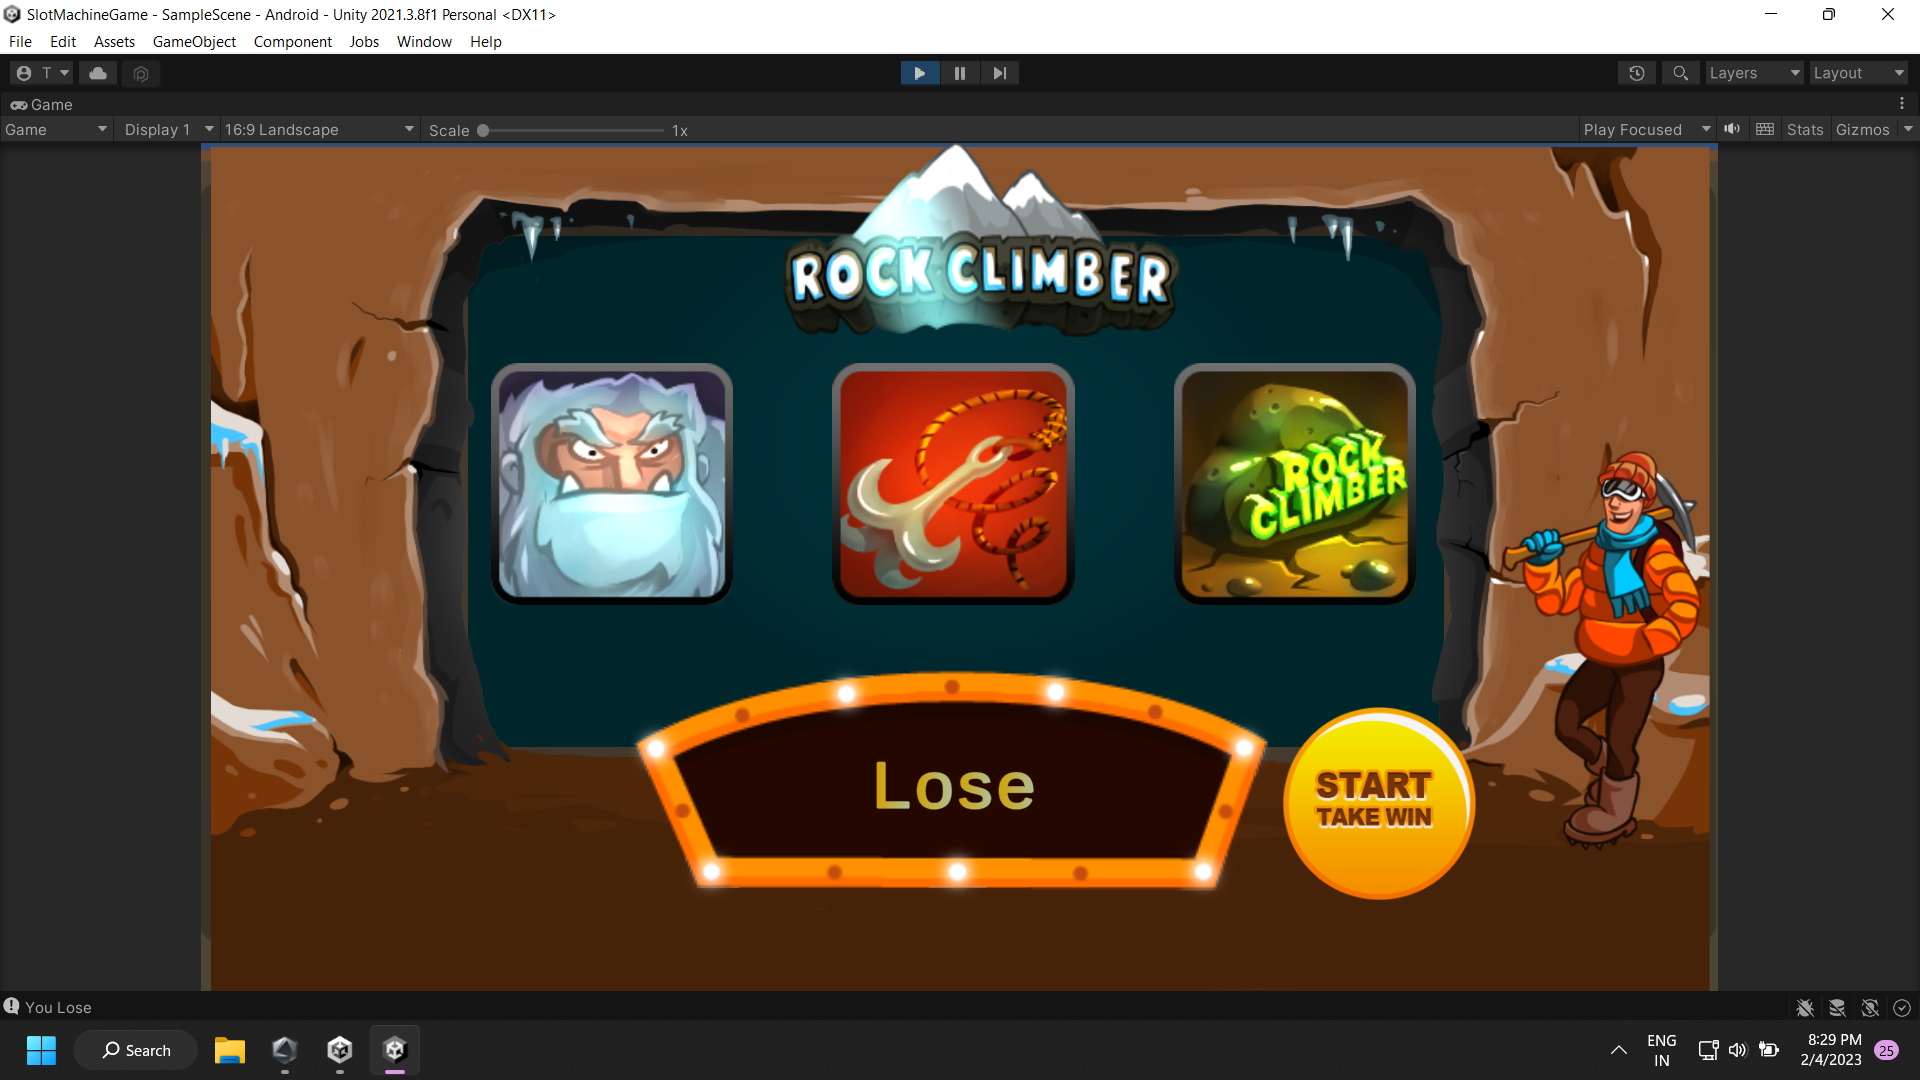 SlotMachineGame - SampleScene - Android - Unity 2021.3.8f1 Personal <DX11>
File Edit Assets GameObject Component Jobs Window Help
T
Layers Layout
Game
Game Display 1 16:9 Landscape Scale 1x Play Focused Stats Gizmos
ROCK CLIMBER
ROCK
CLIMBER
Lose
START
TAKE WIN
You Lose
Search
ENG
IN
8:29 PM
2/4/2023
25